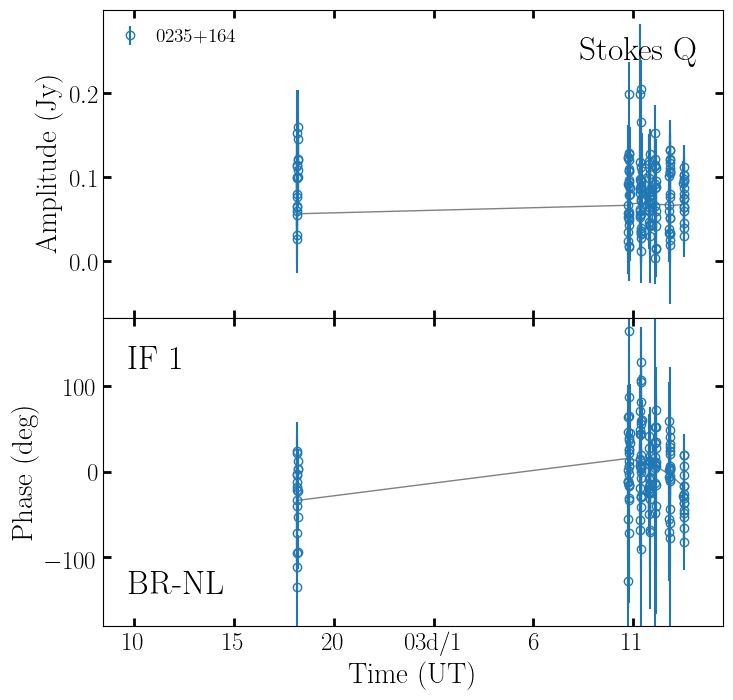 0235+164
Stokes Q
0.2
0.1
0.0
Amplitude (Jy)
IF 1
100
0
−100
Phase (deg)
BR-NL
10 15 20 03d/1 6 11
Time (UT)